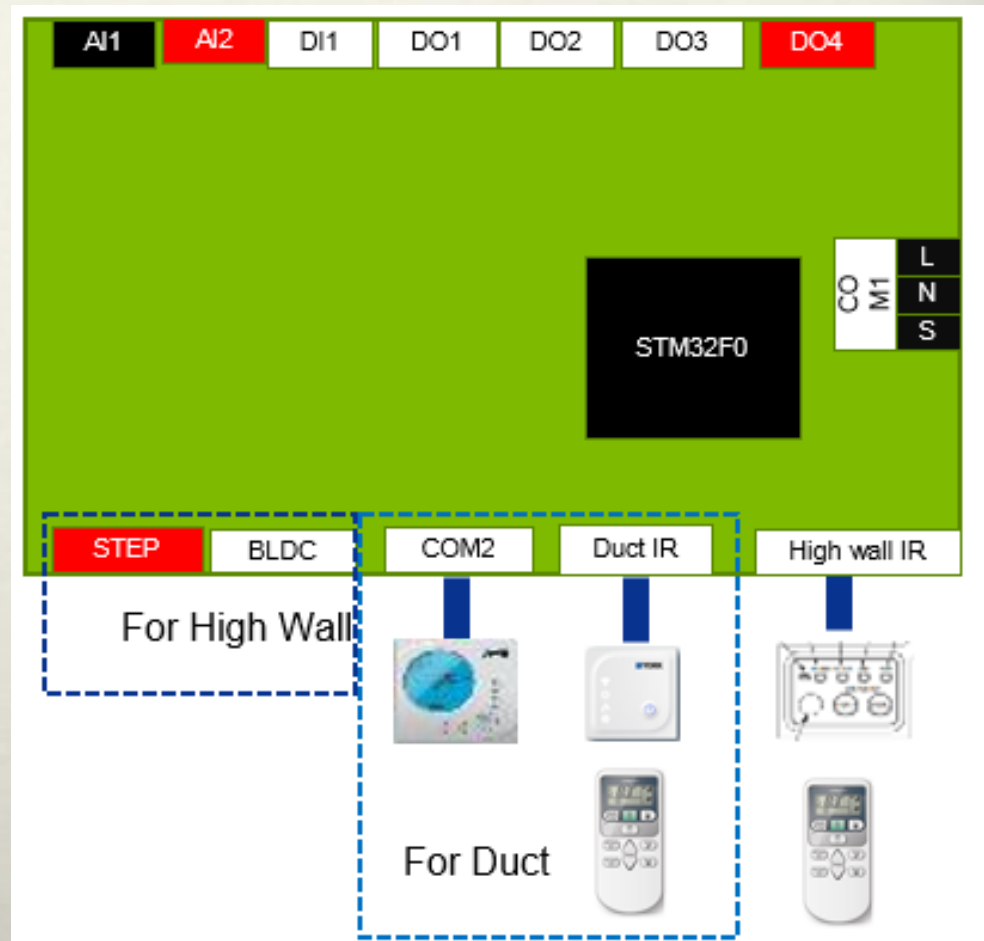 AI1
AI2
DI1
DO1
DO2
DO3
DO4
CO
M1
L
N
S
STM32F0
STEP
BLDC
COM2
Duct IR
High wall IR
For High Wall
YORK
For Duct